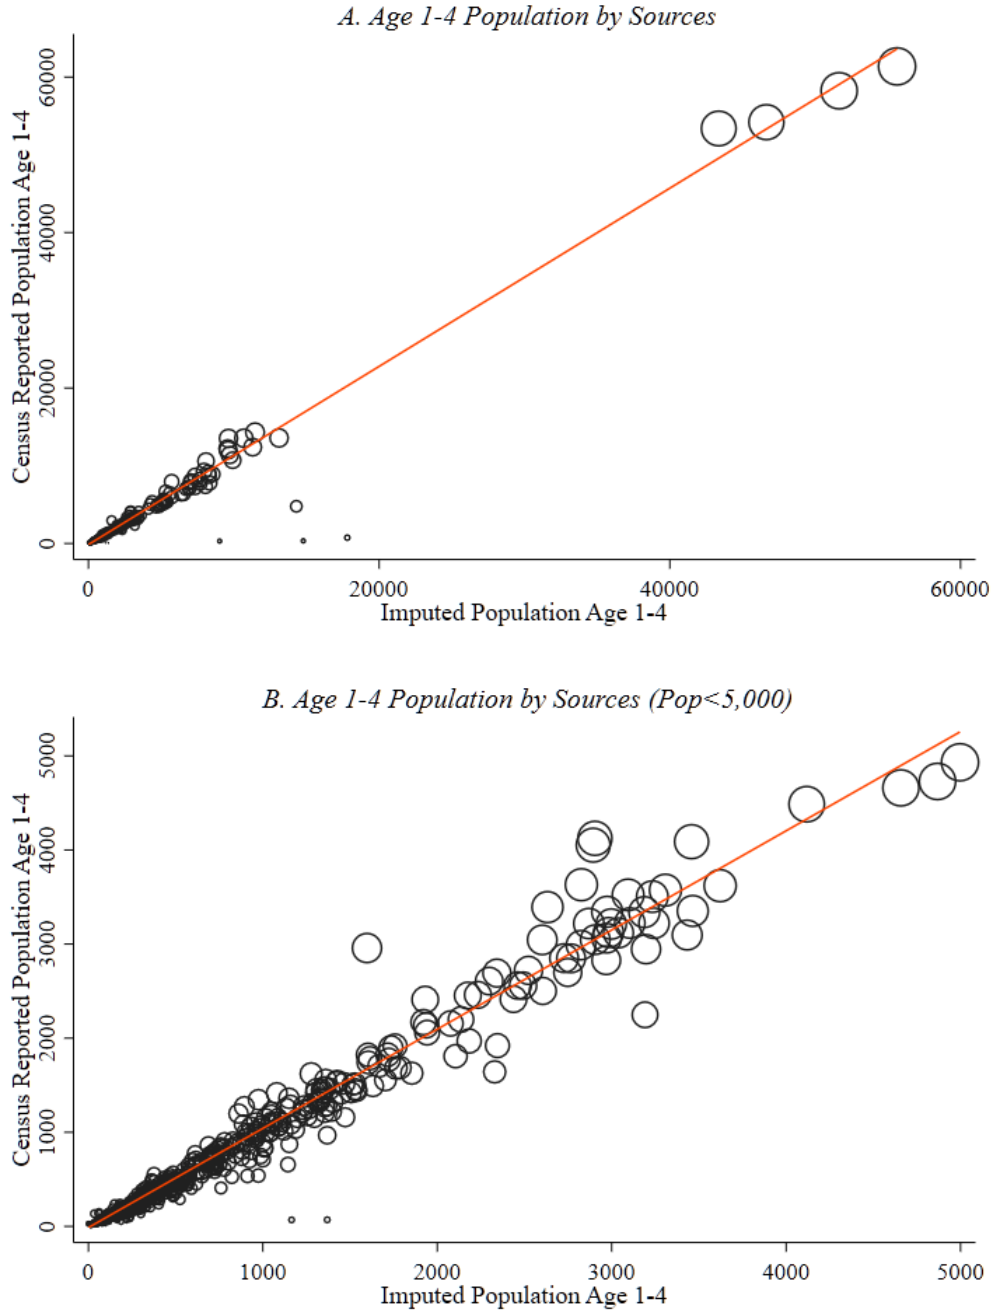 A. Age 1-4 Population by Sources
Census Reported Population Age 1-4
60000
40000
20000
0
0 20000 40000 60000
Imputed Population Age 1-4
B. Age 1-4 Population by Sources (Pop<5,000)
Census Reported Population Age 1-4
5000
4000
3000
2000
1000
0
0 1000 2000 3000 4000 5000
Imputed Population Age 1-4